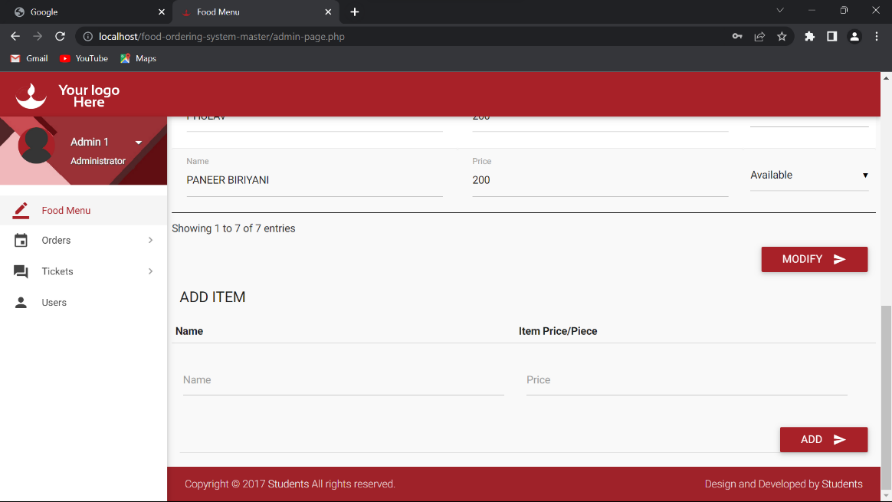 Google
Food Menu
localhost/food-ordering-system-master/admin-page.php
Gmail YouTube Maps
Your logo
Here
Admin 1
Administrator
Food Menu
Orders
Tickets
Users
200
Name Price
PANEER BIRIYANI 200 Available
Showing 1 to 7 of 7 entries
MODIFY
ADD ITEM
Name Item Price/Piece
Name Price
ADD
Copyright © 2017 Students All rights reserved. Design and Developed by Students